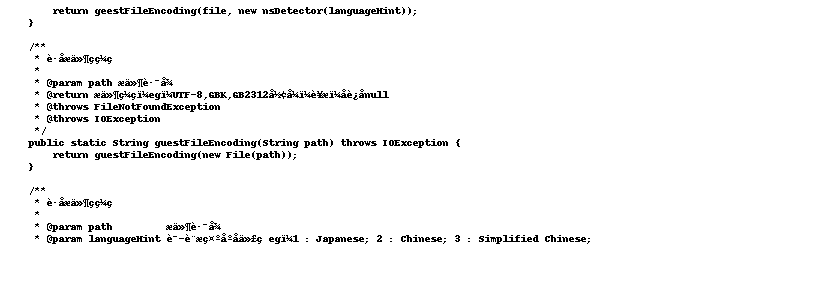 return geestFileEncoding(file, new nsDetector(languageHint));
}
/**
* è·åæä»¶çç¼ç
*
* @param path æä»¶è·¯å¾
* @return æä»¶ç¼ç ï¼egï¼UTF-8,GBK,GB2312å½¢å¼ï¼è¥æ ï¼åè¿ånull
* @throws FileNotFoundException
* @throws IOException
*/
public static String guestFileEncoding(String path) throws IOException {
return guestFileEncoding(new File(path));
}
/**
* è·åæä»¶çç¼ç
*
* @param path æä»¶è·¯å¾
* @param languageHint è¯­è¨æç¤ºåºåä»£ç  egï¼1 : Japanese; 2 : Chinese; 3 : Simplified Chinese;